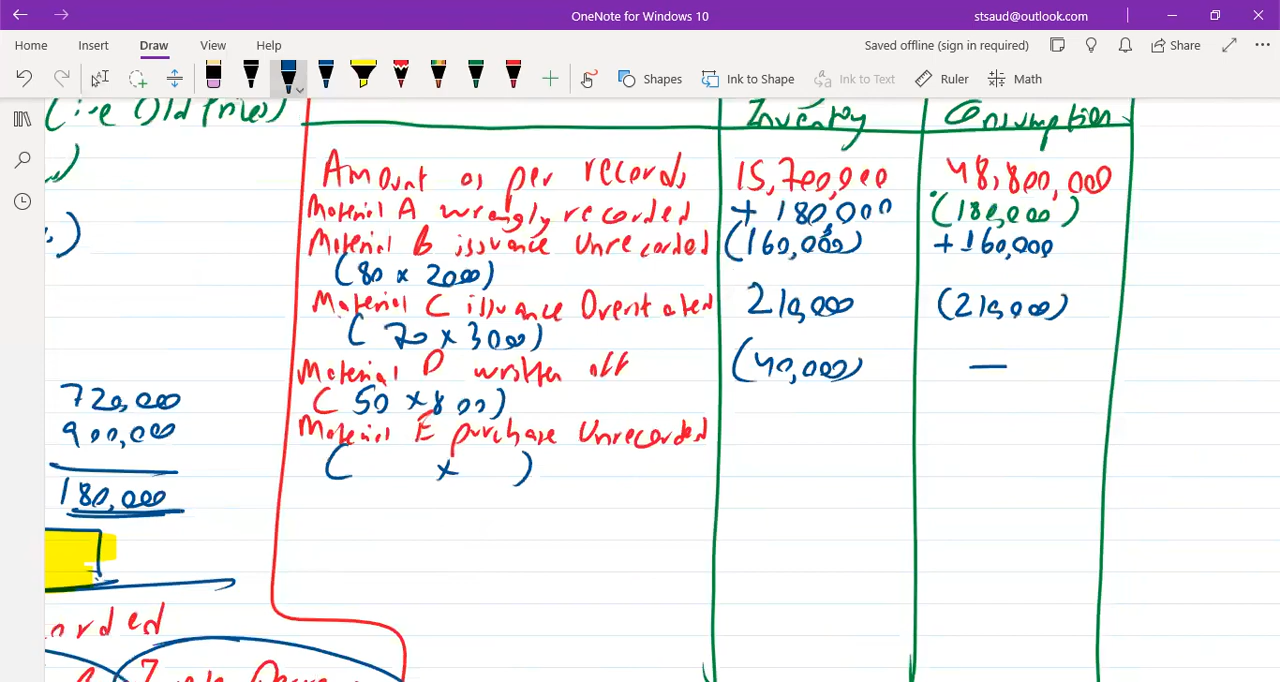 OneNote for Windows 10
stsaud@outlook.com
Home Insert Draw View Help
Saved offline (sign in required)
Share
Shapes
Ink to Shape
Ink to Text
Ruler
Math
(i.e Old Prices)
Inventory
Consumption
Amount as per records 15,700,000 48,800,000
Material A wrongly recorded +180,000 (180,000)
Material B issuance Unrecorded (160,000) +160,000
(80 x 2000)
Material C issuance Overstated 210,000 (210,000)
(70 x 3000)
Material D written off (40,000) —
(50 x 800)
Material E purchase Unrecorded
( x )
720,000
900,000
180,000
orded